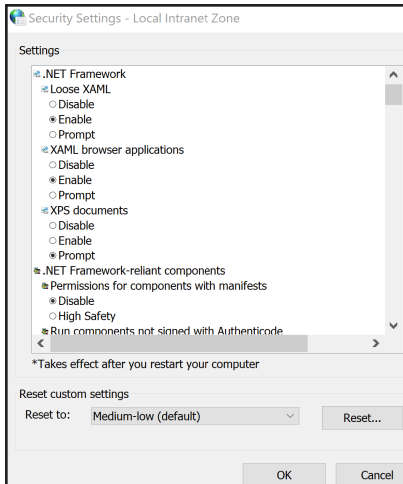 Security Settings - Local Intranet Zone
Settings
.NET Framework
Loose XAML
Disable
Enable
Prompt
XAML browser applications
Disable
Enable
Prompt
XPS documents
Disable
Enable
Prompt
.NET Framework-reliant components
Permissions for components with manifests
Disable
High Safety
Run components not signed with Authenticode
*Takes effect after you restart your computer
Reset custom settings
Reset to: Medium-low (default) Reset...
OK Cancel